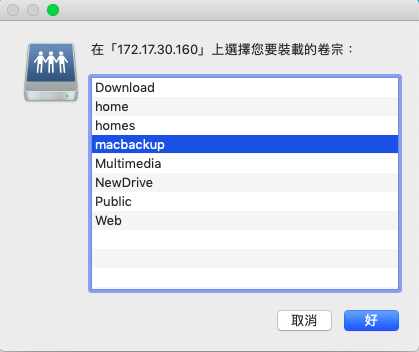 在「172.17.30.160」上選擇您要裝載的卷宗：
Download
home
homes
macbackup
Multimedia
NewDrive
Public
Web
取消
好